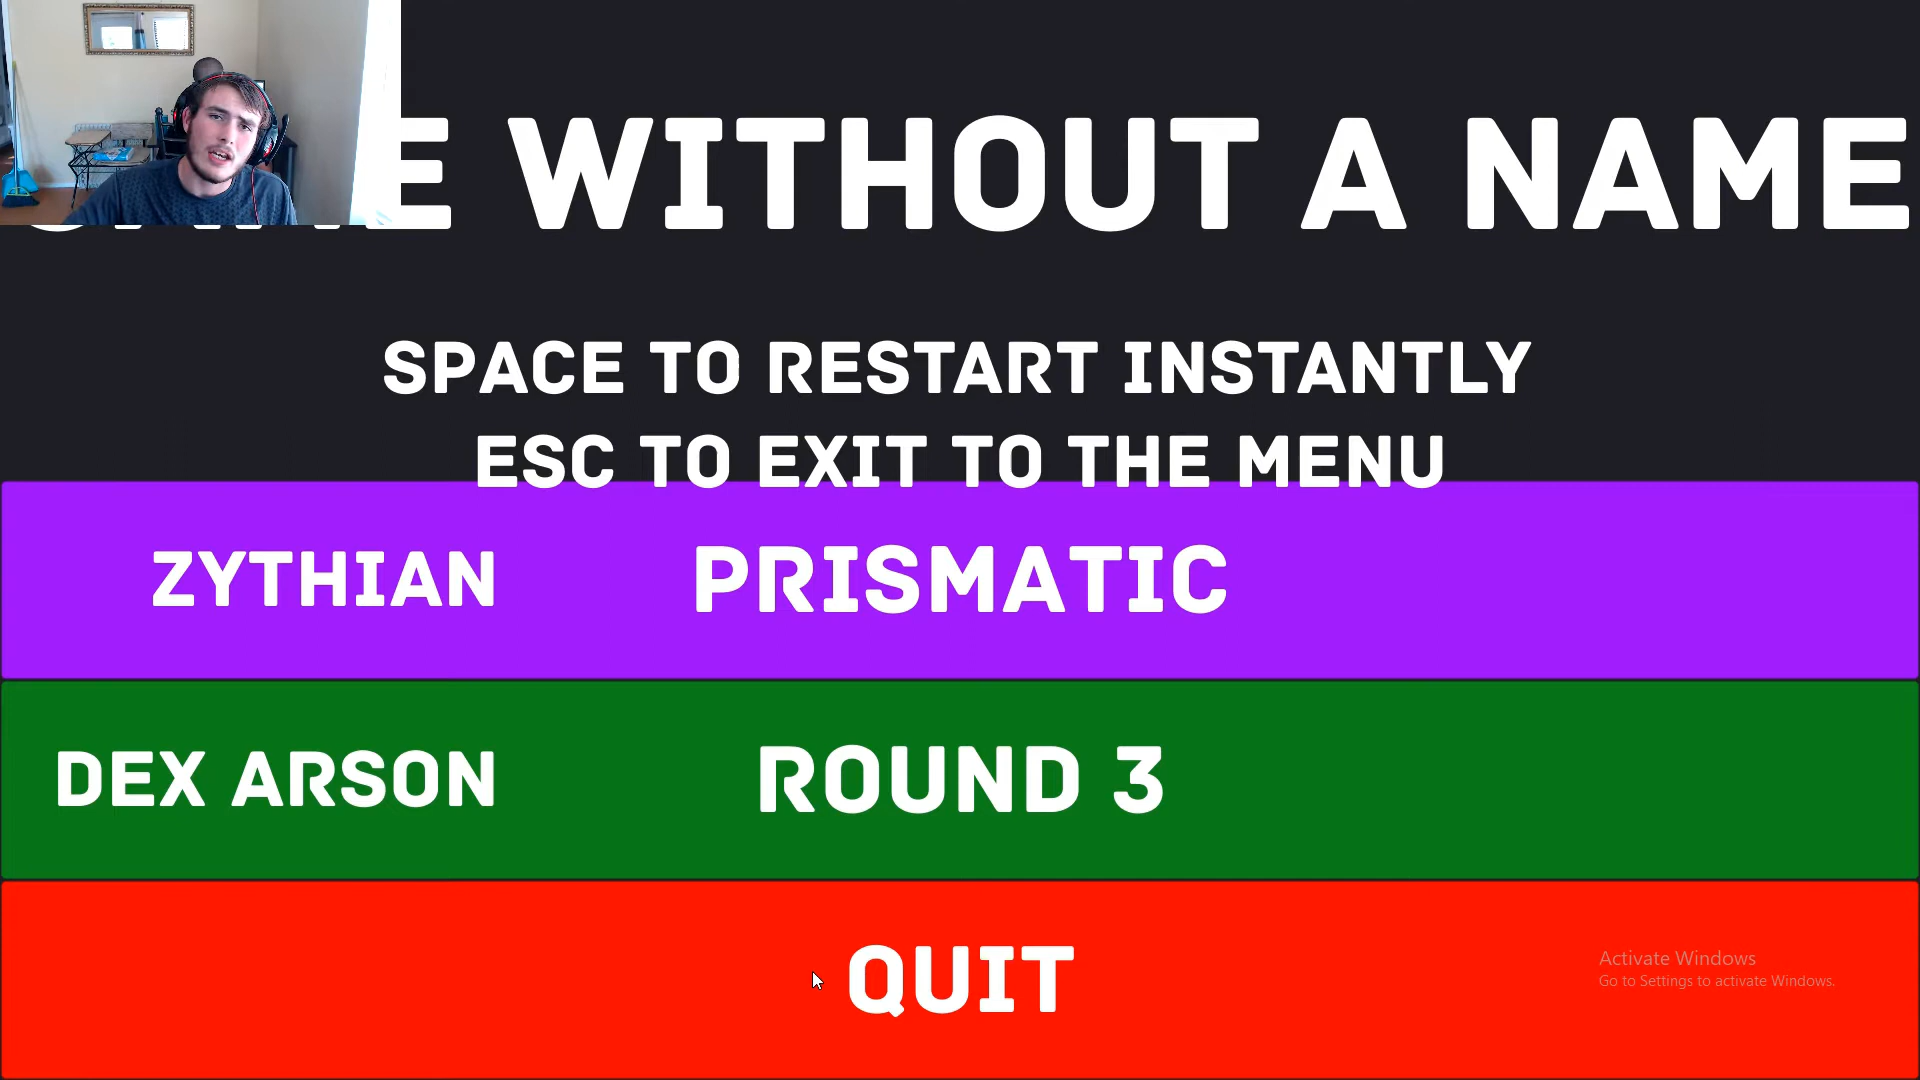 WITHOUT A NAME
SPACE TO RESTART INSTANTLY
ESC TO EXIT TO THE MENU
ZYTHIAN PRISMATIC
DEX ARSON ROUND 3
QUIT
Activate Windows
Go to Settings to activate Windows.